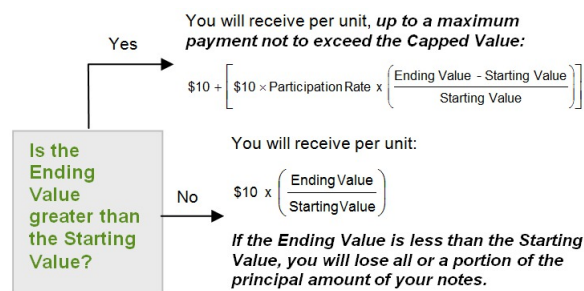 You will receive per unit, up to a maximum
payment not to exceed the Capped Value:
Yes
$10 + [$10 × Participation Rate x (Ending Value - Starting Value / Starting Value)]
Is the
Ending
Value
greater than
the Starting
Value?
No
You will receive per unit:
$10 x (Ending Value / Starting Value)
If the Ending Value is less than the Starting
Value, you will lose all or a portion of the
principal amount of your notes.